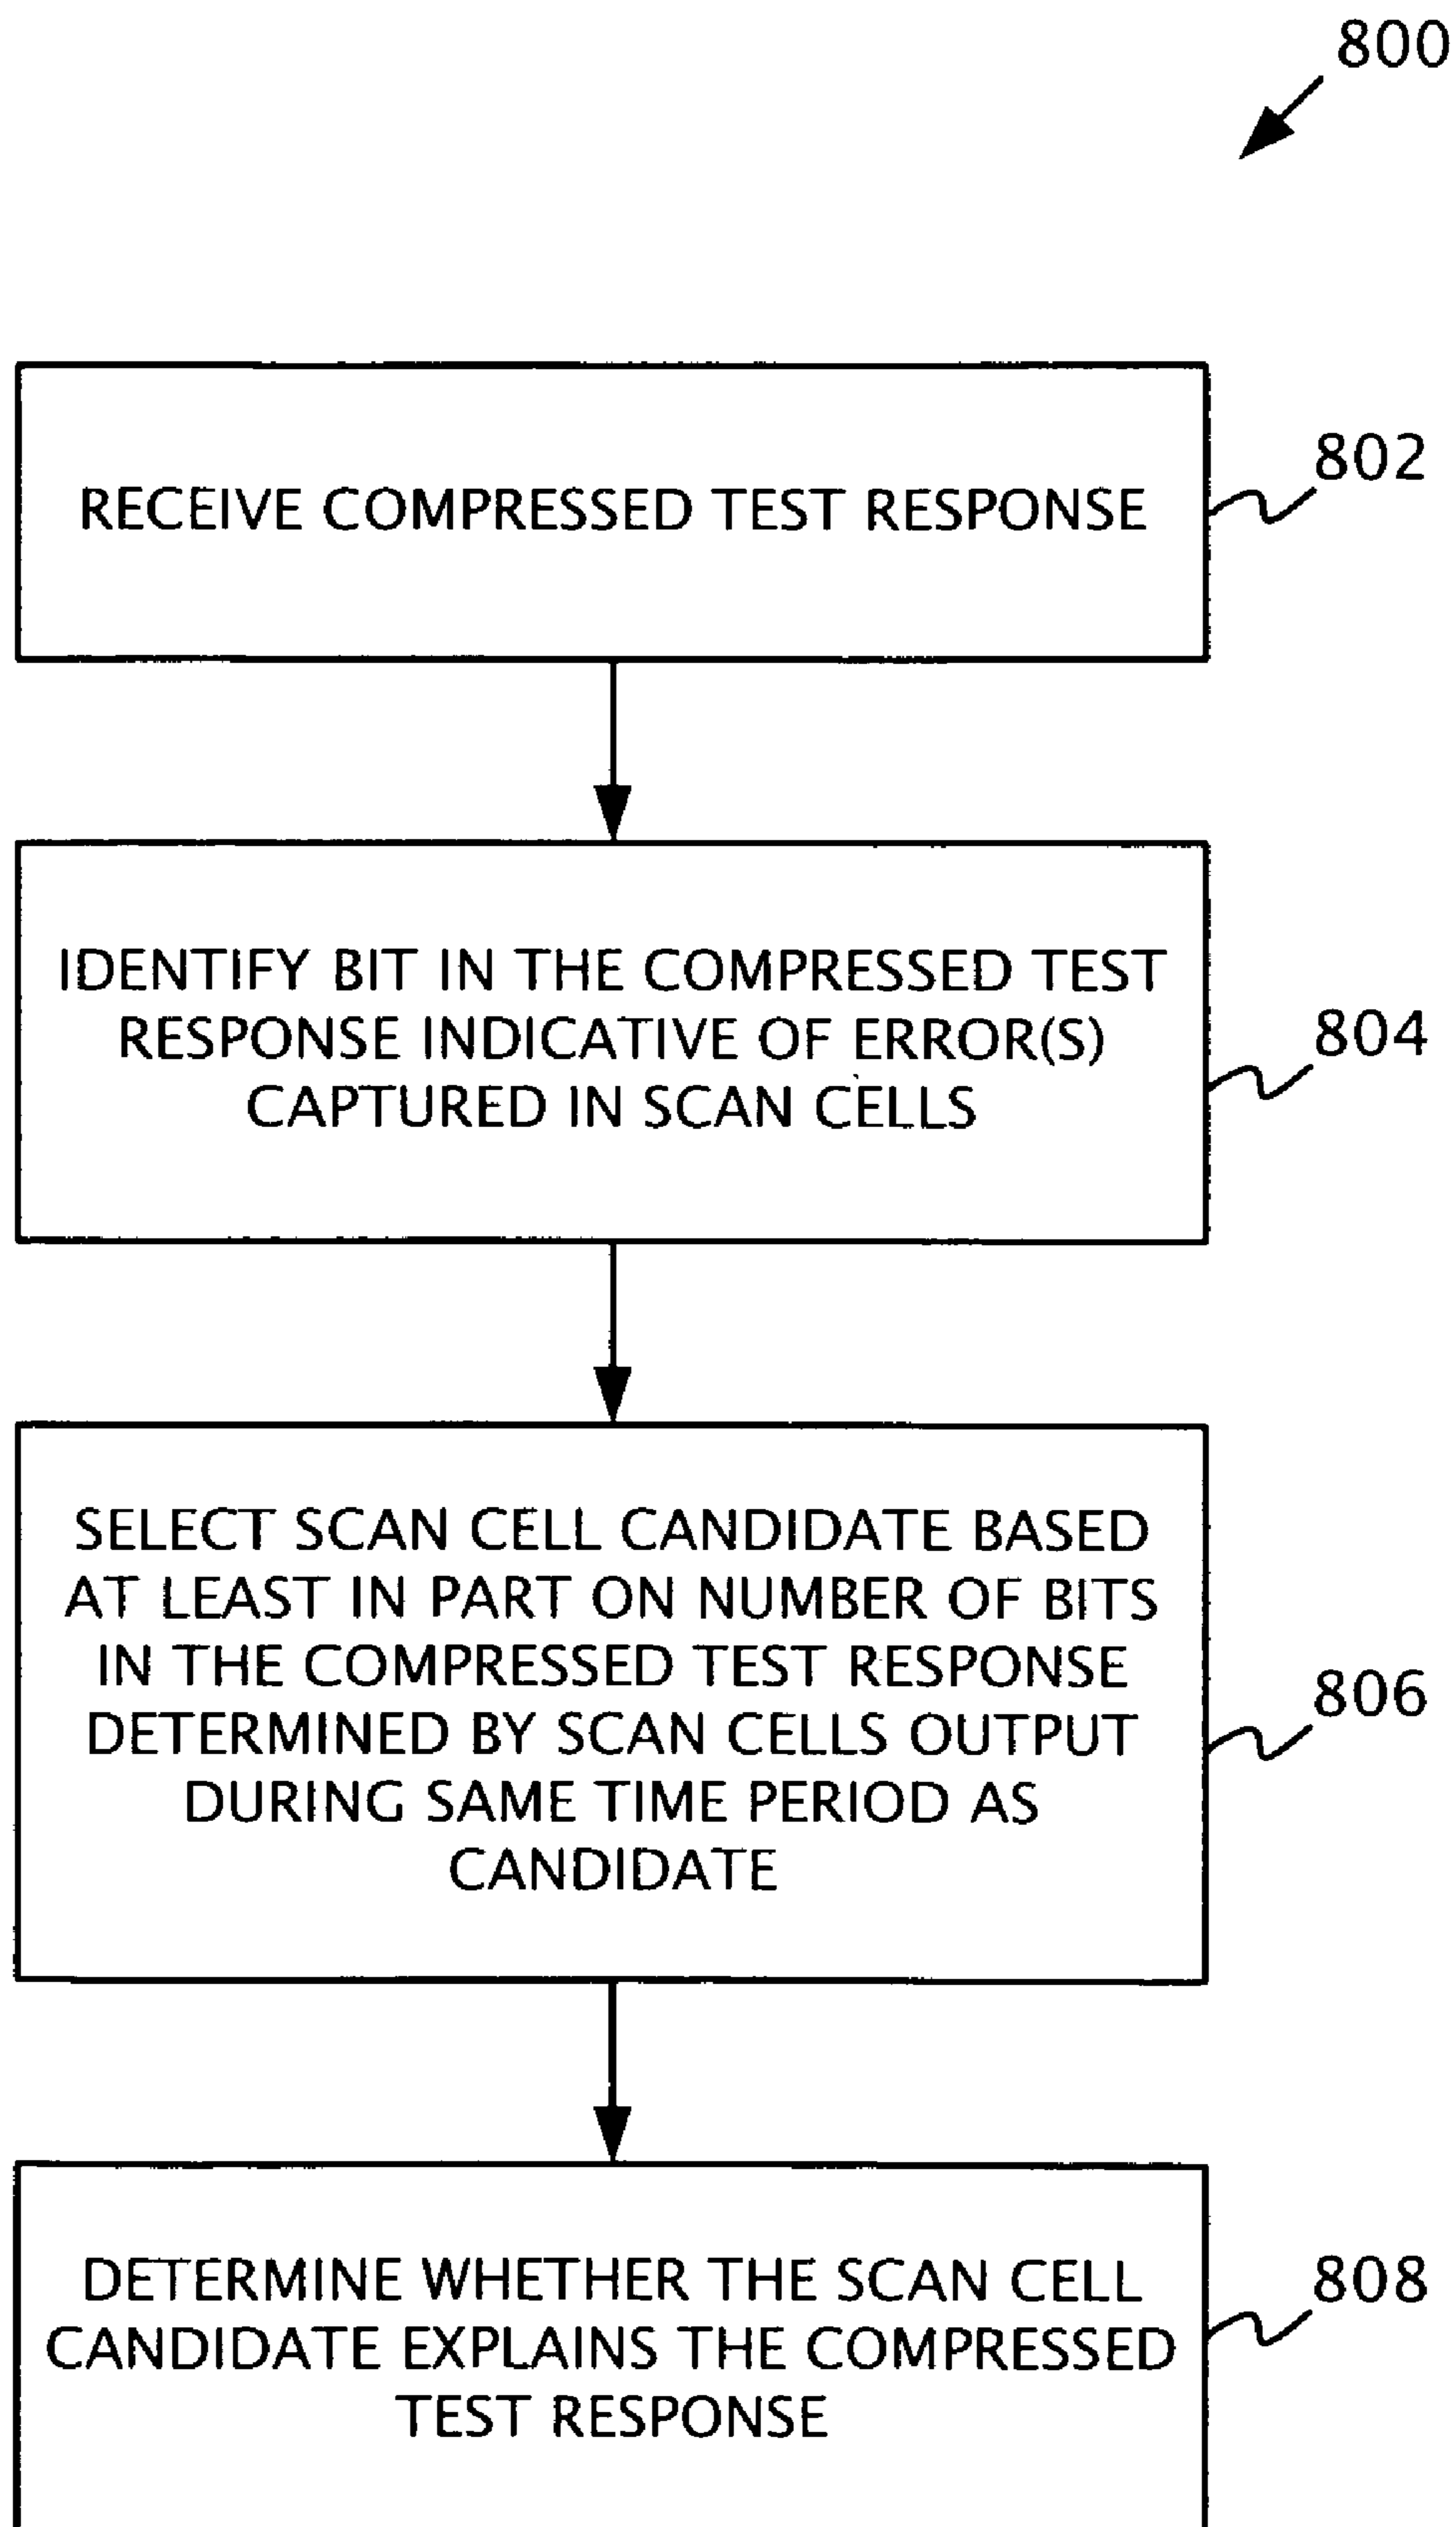 800
RECEIVE COMPRESSED TEST RESPONSE
802
IDENTIFY BIT IN THE COMPRESSED TEST
RESPONSE INDICATIVE OF ERROR(S)
CAPTURED IN SCAN CELLS
804
SELECT SCAN CELL CANDIDATE BASED
AT LEAST IN PART ON NUMBER OF BITS
IN THE COMPRESSED TEST RESPONSE
DETERMINED BY SCAN CELLS OUTPUT
DURING SAME TIME PERIOD AS
CANDIDATE
806
DETERMINE WHETHER THE SCAN CELL
CANDIDATE EXPLAINS THE COMPRESSED
TEST RESPONSE
808